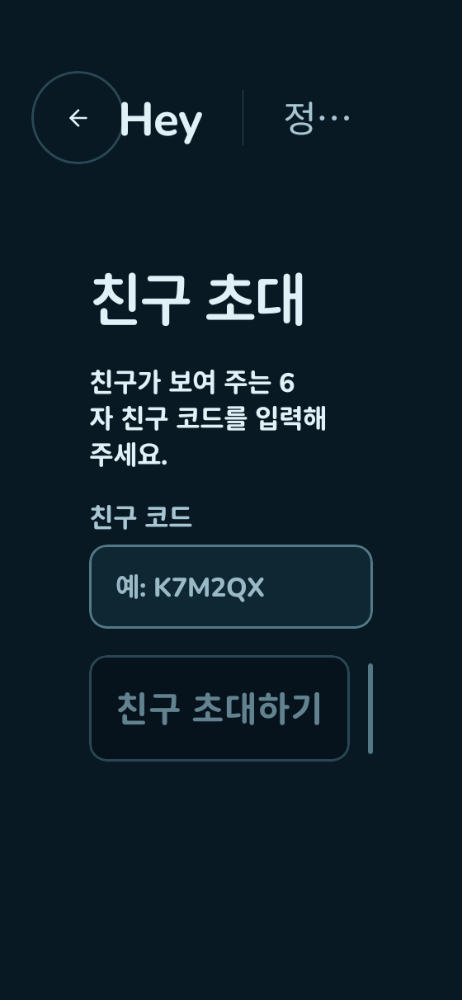 Hey
정…
친구 초대
친구가 보여 주는 6
자 친구 코드를 입력해
주세요.
친구 코드
예: K7M2QX
친구 초대하기